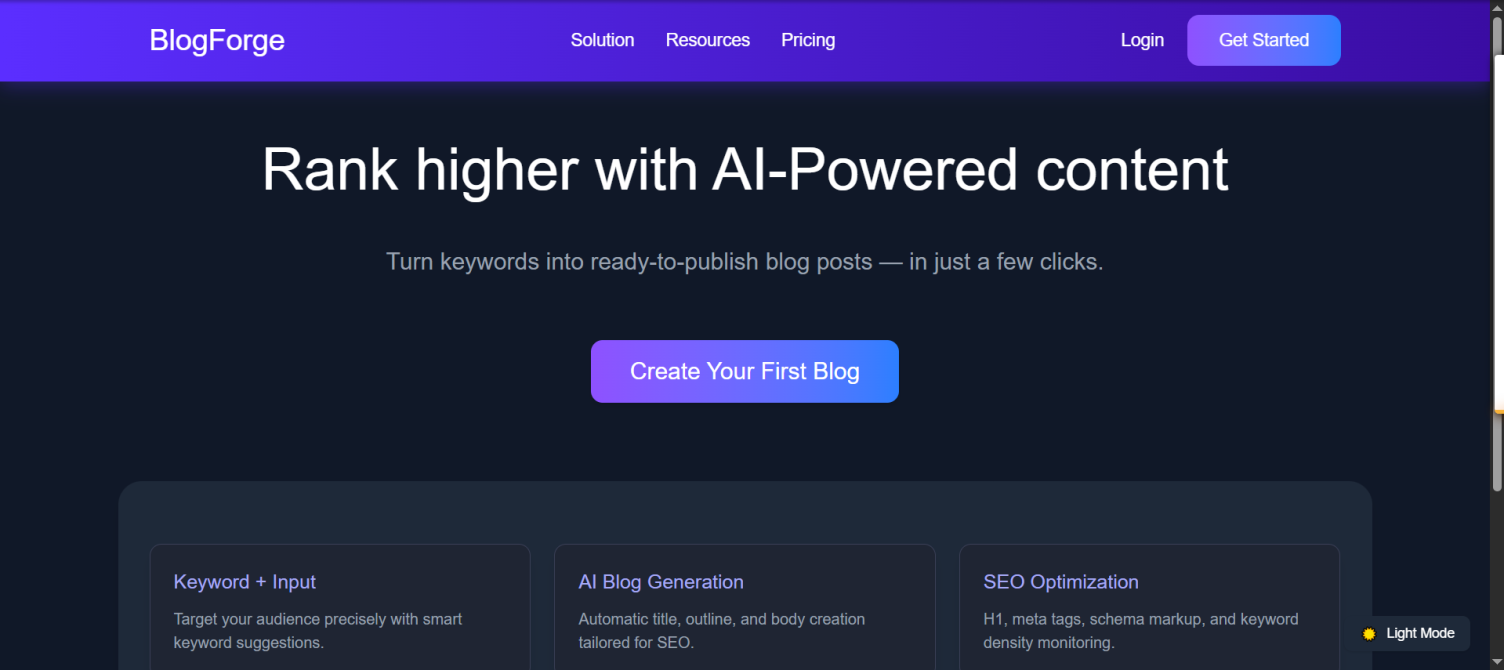 BlogForge
Solution Resources Pricing
Login Get Started
Rank higher with AI-Powered content
Turn keywords into ready-to-publish blog posts — in just a few clicks.
Create Your First Blog
Keyword + Input
Target your audience precisely with smart
keyword suggestions.
AI Blog Generation
Automatic title, outline, and body creation
tailored for SEO.
SEO Optimization
H1, meta tags, schema markup, and keyword
density monitoring.
Light Mode